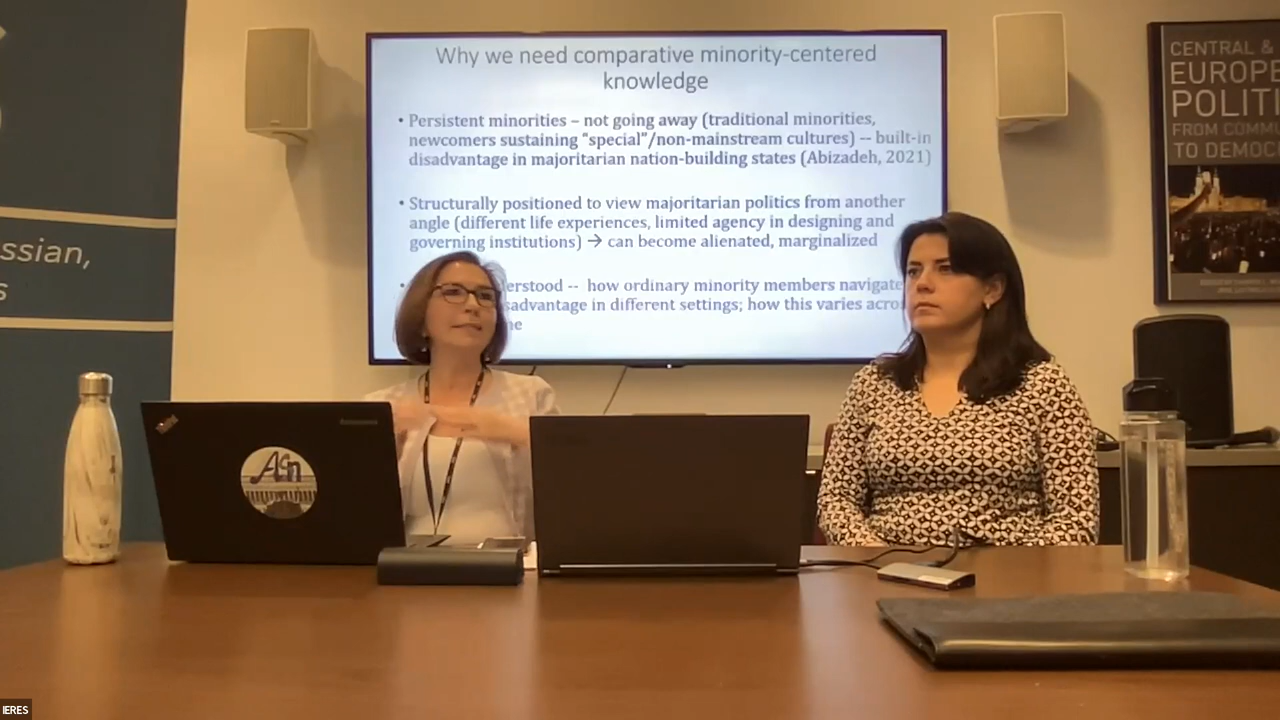 Why we need comparative minority-centered
knowledge
• Persistent minorities – not going away (traditional minorities,
newcomers sustaining "special"/non-mainstream cultures) -- built-in
disadvantage in majoritarian nation-building states (Abizadeh, 2021)
• Structurally positioned to view majoritarian politics from another
angle (different life experiences, limited agency in designing and
governing institutions) → can become alienated, marginalized
• erstood -- how ordinary minority members navigate
sadvantage in different settings; how this varies acro
ne
CENTRAL &
EUROPE
POLITI
FROM COMM
TO DEMOC
ssian,
s
Asn
IERES